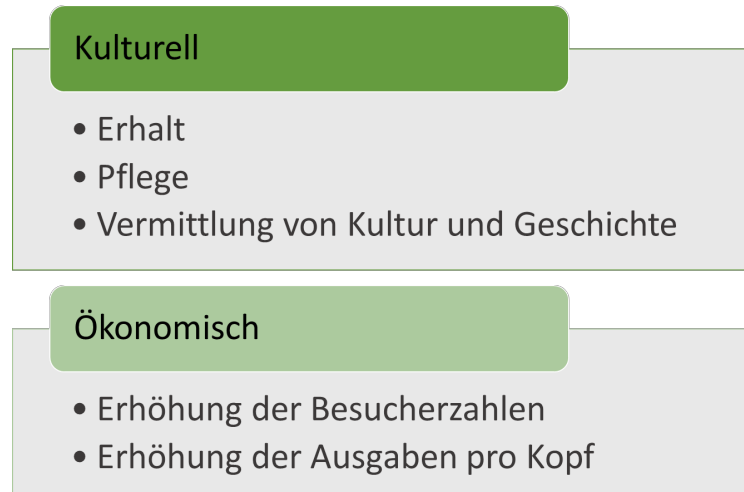 Kulturell
• Erhalt
• Pflege
• Vermittlung von Kultur und Geschichte
Ökonomisch
• Erhöhung der Besucherzahlen
• Erhöhung der Ausgaben pro Kopf